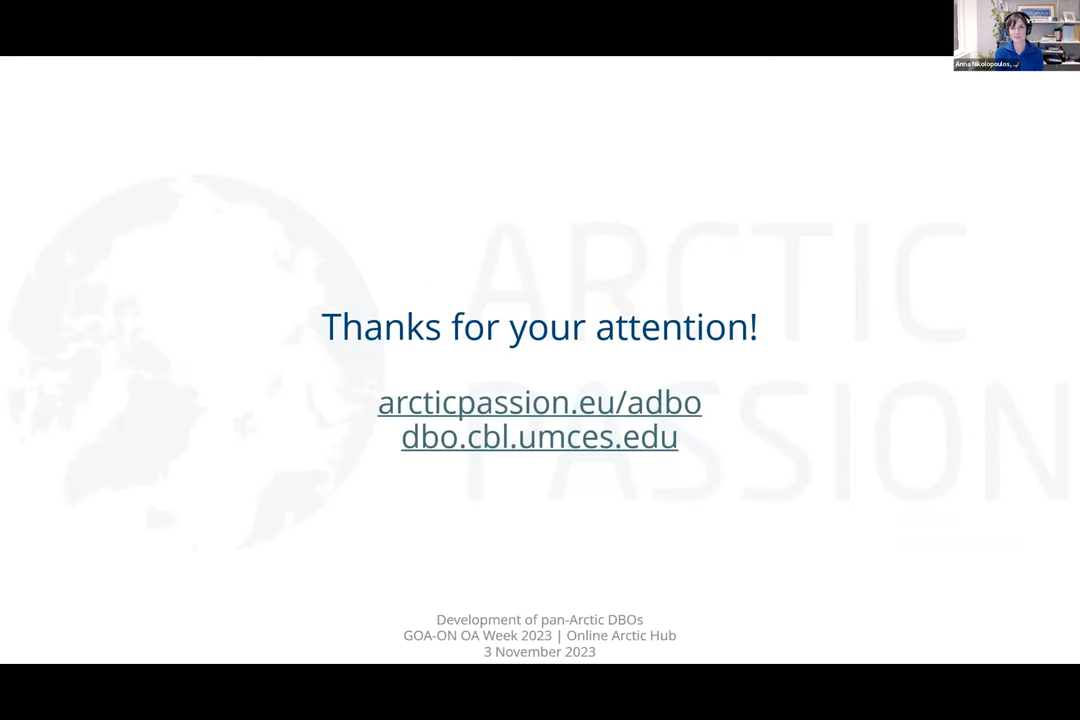 Anna Nikolopoulos, ...
ARCTIC
Thanks for your attention!
arcticpassion.eu/adbo
dbo.cbl.umces.edu
PASSION
Development of pan-Arctic DBOs
GOA-ON OA Week 2023 | Online Arctic Hub
3 November 2023